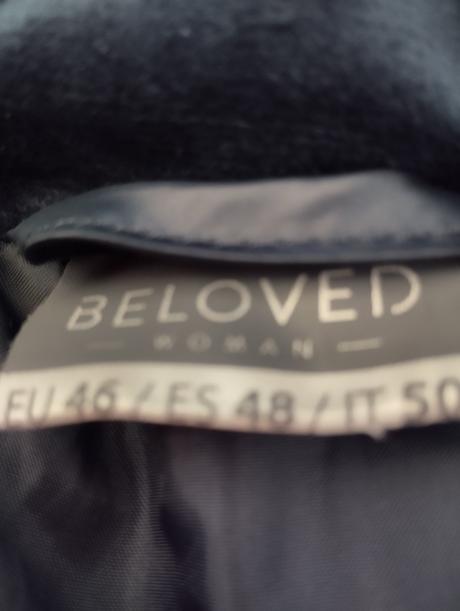 BELOVED
— WOMAN —
EU 46 / ES 48 / IT 50